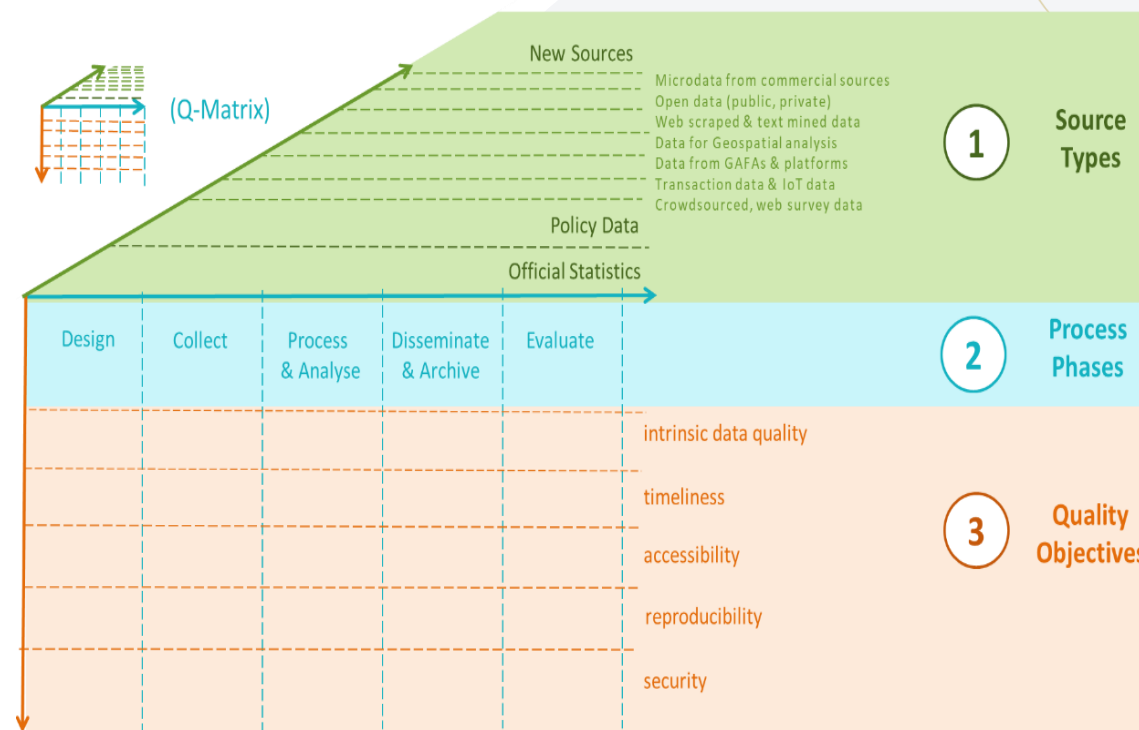 (Q-Matrix)
New Sources
Microdata from commercial sources
Open data (public, private)
Web scraped & text mined data
Data for Geospatial analysis
Data from GAFAs & platforms
Transaction data & IoT data
Crowdsourced, web survey data
Policy Data
Official Statistics
1
Source
Types
Design
Collect
Process
& Analyse
Disseminate
& Archive
Evaluate
2
Process
Phases
intrinsic data quality
timeliness
accessibility
reproducibility
security
3
Quality
Objectives